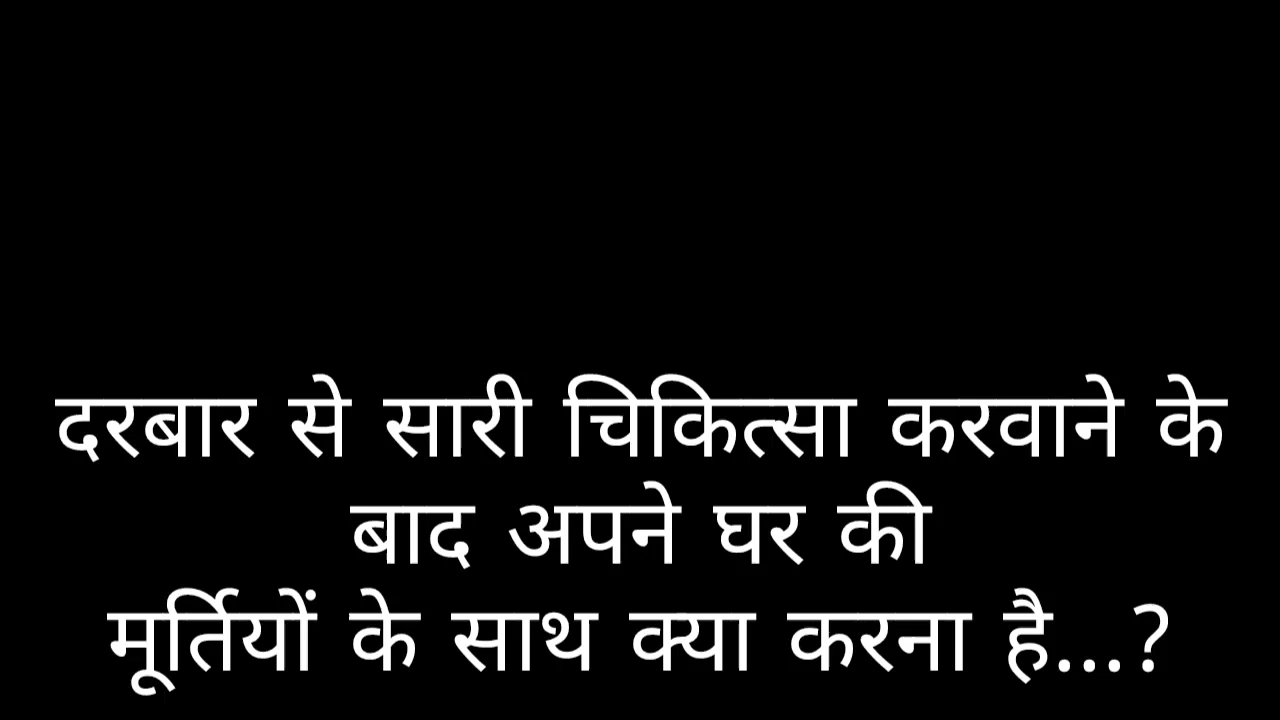 दरबार से सारी चिकित्सा करवाने के
बाद अपने घर की
मूर्तियों के साथ क्या करना है...?